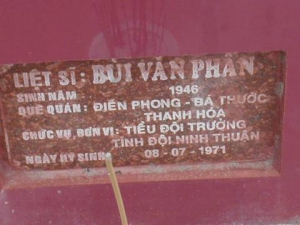 LIỆT SĨ : BÙI VĂN PHÀN
SINH NĂM 1946
QUÊ QUÁN : ĐIỀN PHONG - BÁ THƯỚC
THANH HÓA
CHỨC VỤ, ĐƠN VỊ : TIỂU ĐỘI TRƯỞNG
TỈNH ĐỘI NINH THUẬN
NGÀY HY SINH 08 - 07 - 1971